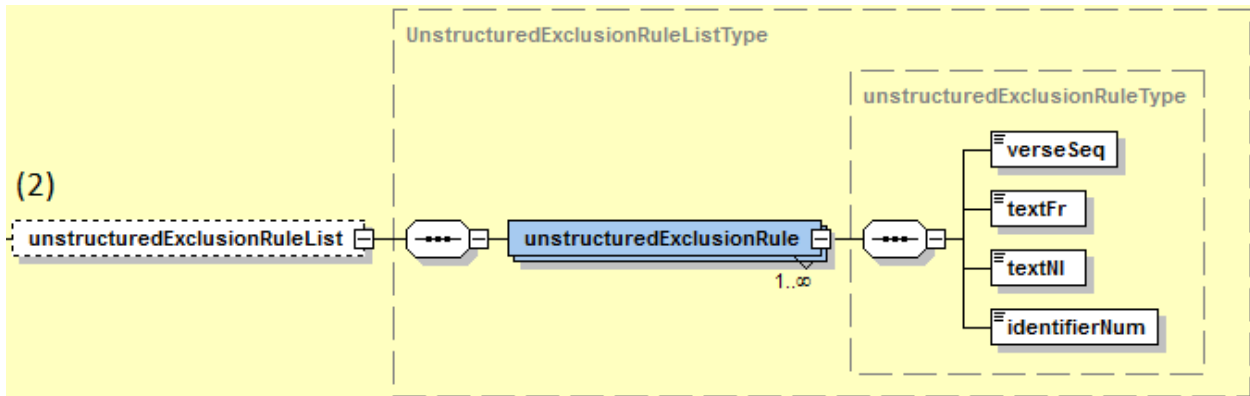 UnstructuredExclusionRuleListType
unstructuredExclusionRuleType
verseSeq
(2)
textFr
unstructuredExclusionRuleList
unstructuredExclusionRule
textNl
1..∞
identifierNum